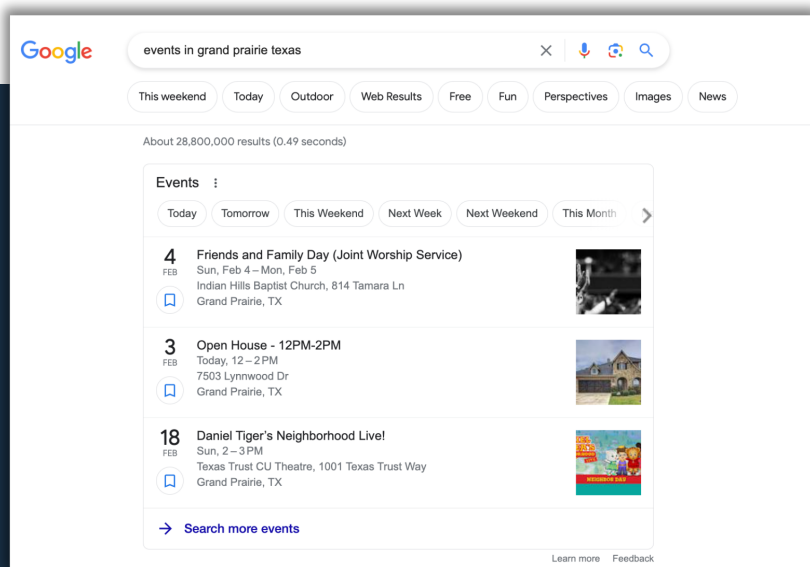 Google
events in grand prairie texas
This weekend
Today
Outdoor
Web Results
Free
Fun
Perspectives
Images
News
About 28,800,000 results (0.49 seconds)
Events
Today
Tomorrow
This Weekend
Next Week
Next Weekend
This Month
4
FEB
Friends and Family Day (Joint Worship Service)
Sun, Feb 4 – Mon, Feb 5
Indian Hills Baptist Church, 814 Tamara Ln
Grand Prairie, TX
3
FEB
Open House - 12PM-2PM
Today, 12 – 2 PM
7503 Lynnwood Dr
Grand Prairie, TX
18
FEB
Daniel Tiger's Neighborhood Live!
Sun, 2 – 3 PM
Texas Trust CU Theatre, 1001 Texas Trust Way
Grand Prairie, TX
NEIGHBOR DAY
Search more events
Learn more
Feedback